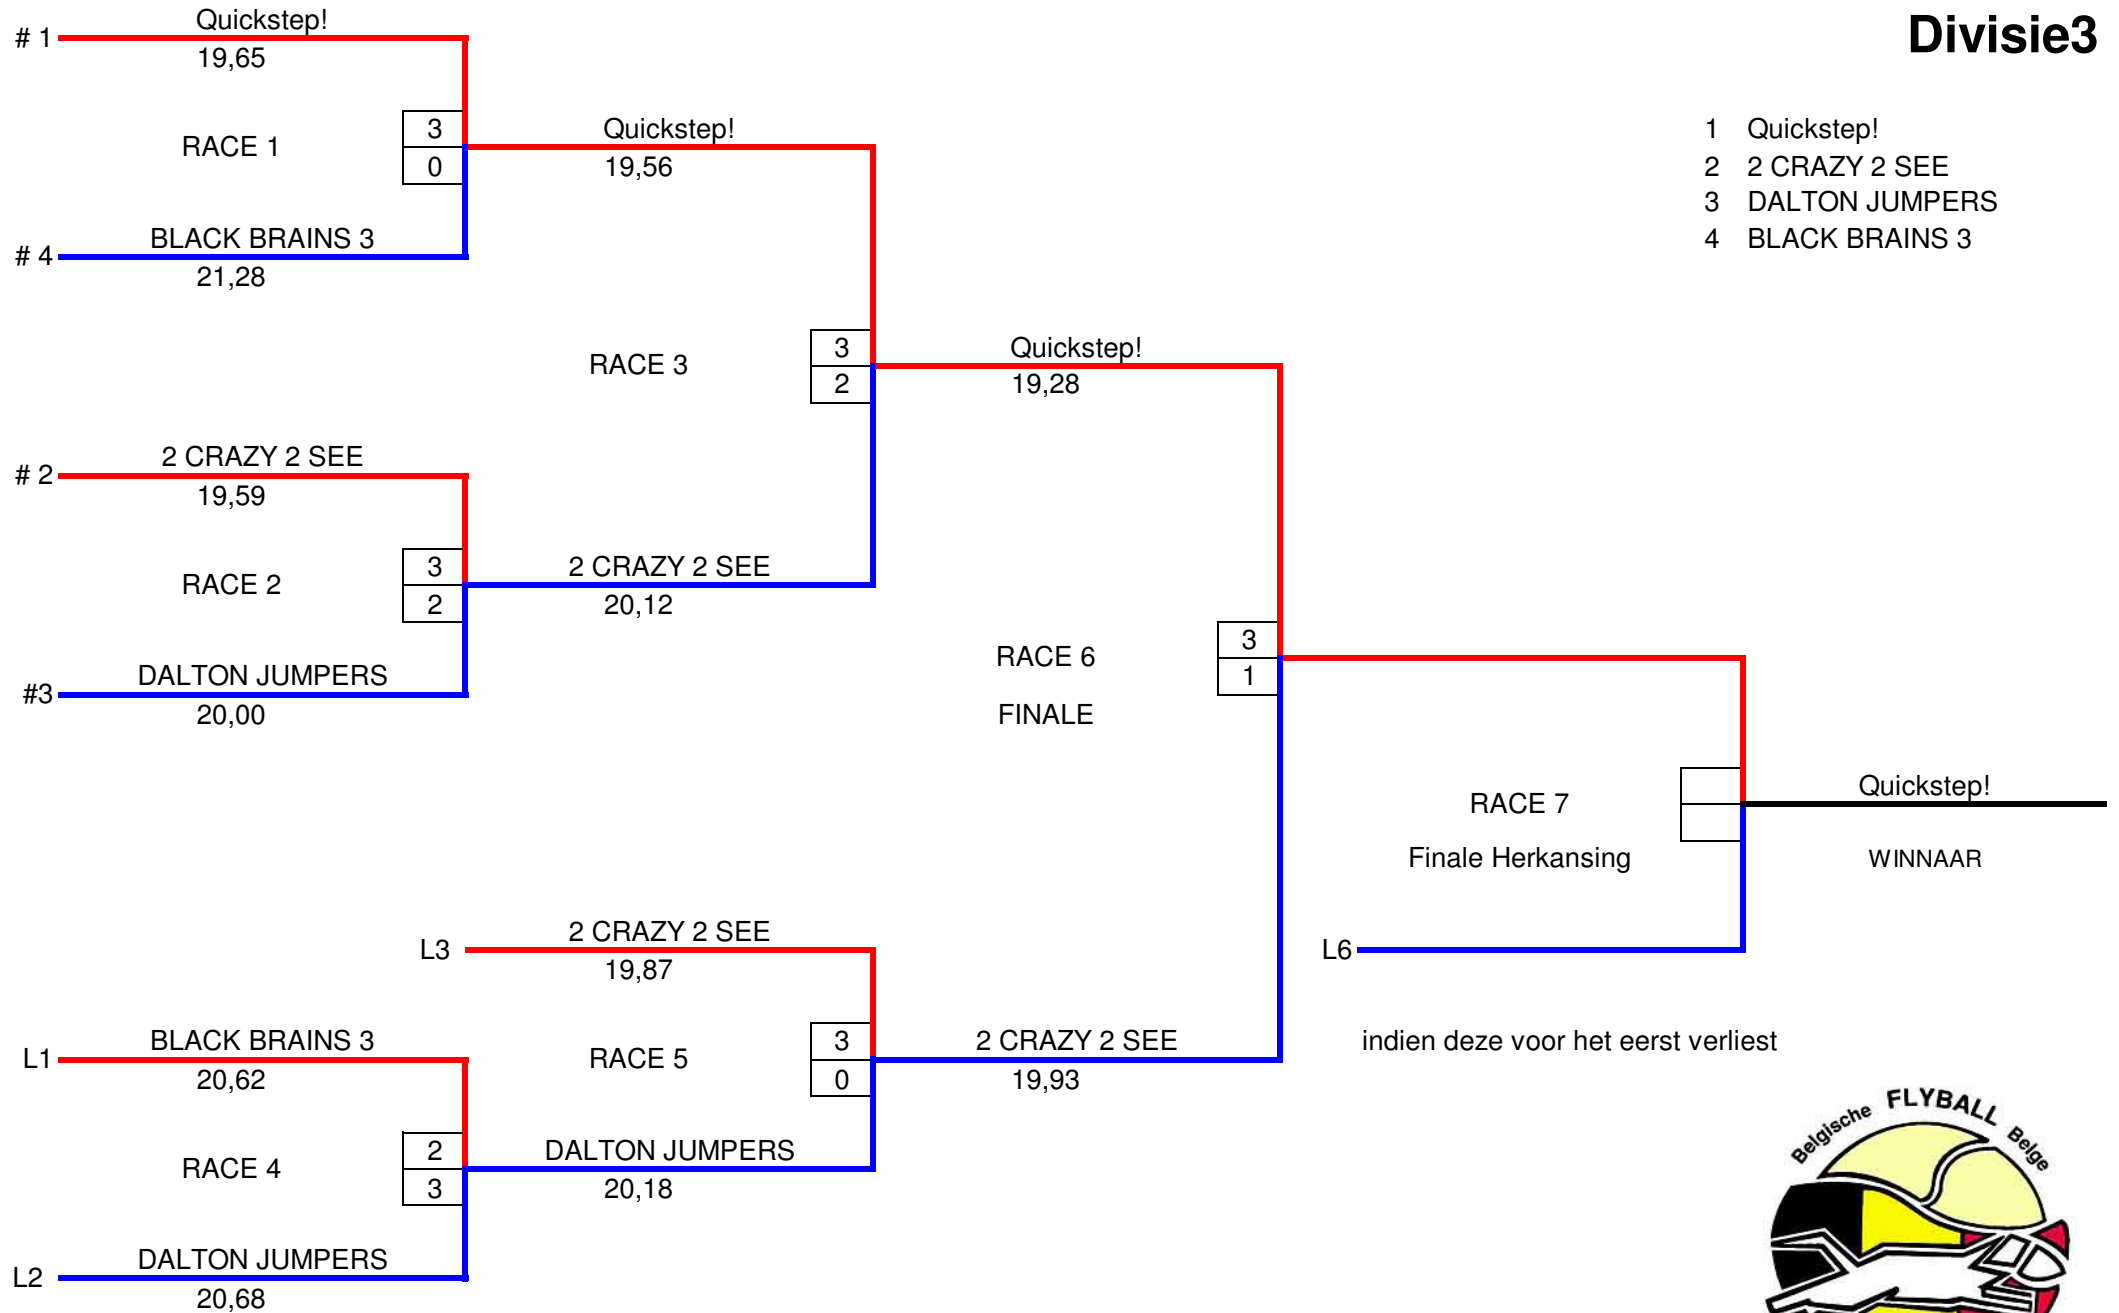 Divisie3
1 Quickstep!
2 2 CRAZY 2 SEE
3 DALTON JUMPERS
4 BLACK BRAINS 3
# 1 Quickstep!
19,65
RACE 1
3
0
# 4 BLACK BRAINS 3
21,28
Quickstep!
19,56
# 2 2 CRAZY 2 SEE
19,59
RACE 2
3
2
#3 DALTON JUMPERS
20,00
2 CRAZY 2 SEE
20,12
RACE 3
3
2
Quickstep!
19,28
RACE 6
FINALE
3
1
L3 2 CRAZY 2 SEE
19,87
RACE 5
3
0
L1 BLACK BRAINS 3
20,62
RACE 4
2
3
L2 DALTON JUMPERS
20,68
DALTON JUMPERS
20,18
2 CRAZY 2 SEE
19,93
RACE 7
Finale Herkansing
L6
indien deze voor het eerst verliest
Quickstep!
WINNAAR
Belgische FLYBALL Belge